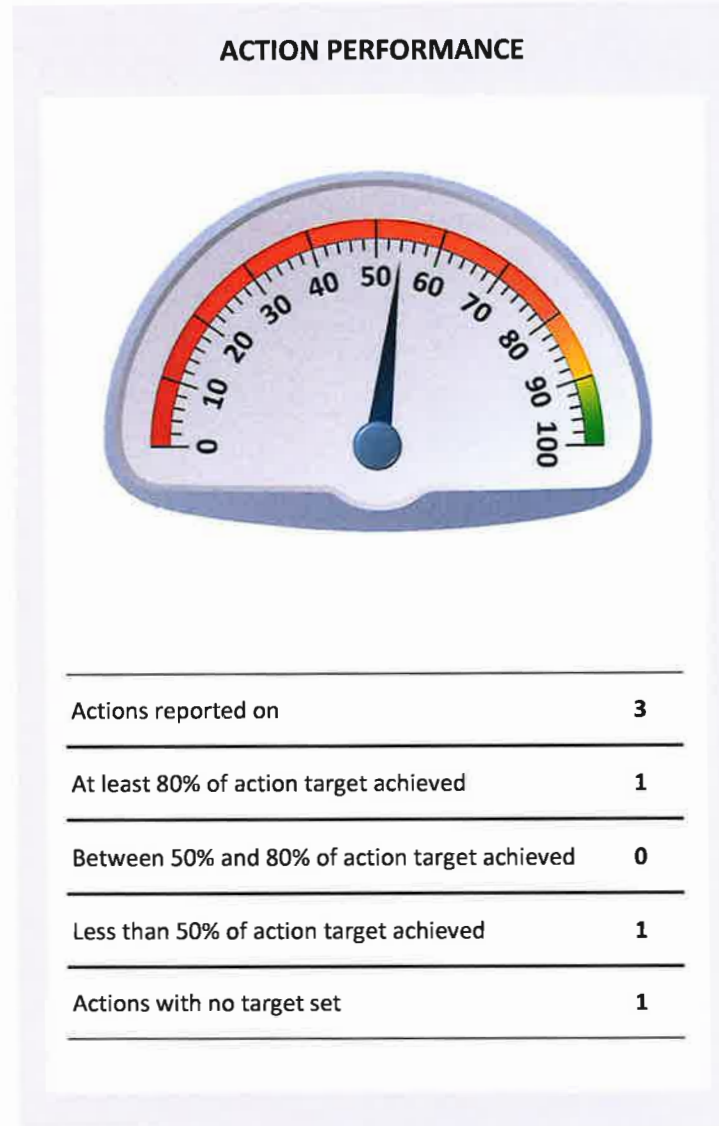 ACTION PERFORMANCE
0
10
20
30
40
50
60
70
80
90
100
Actions reported on 3
At least 80% of action target achieved 1
Between 50% and 80% of action target achieved 0
Less than 50% of action target achieved 1
Actions with no target set 1